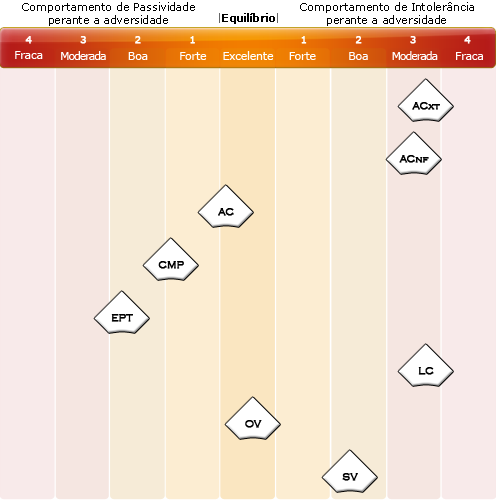 Comportamento de Passividade
perante a adversidade
|Equilíbrio|
Comportamento de Intolerância
perante a adversidade
4 3 2 1 1 2 3 4
Fraca Moderada Boa Forte Excelente Forte Boa Moderada Fraca
ACXT
ACNF
AC
CMP
EPT
LC
OV
SV